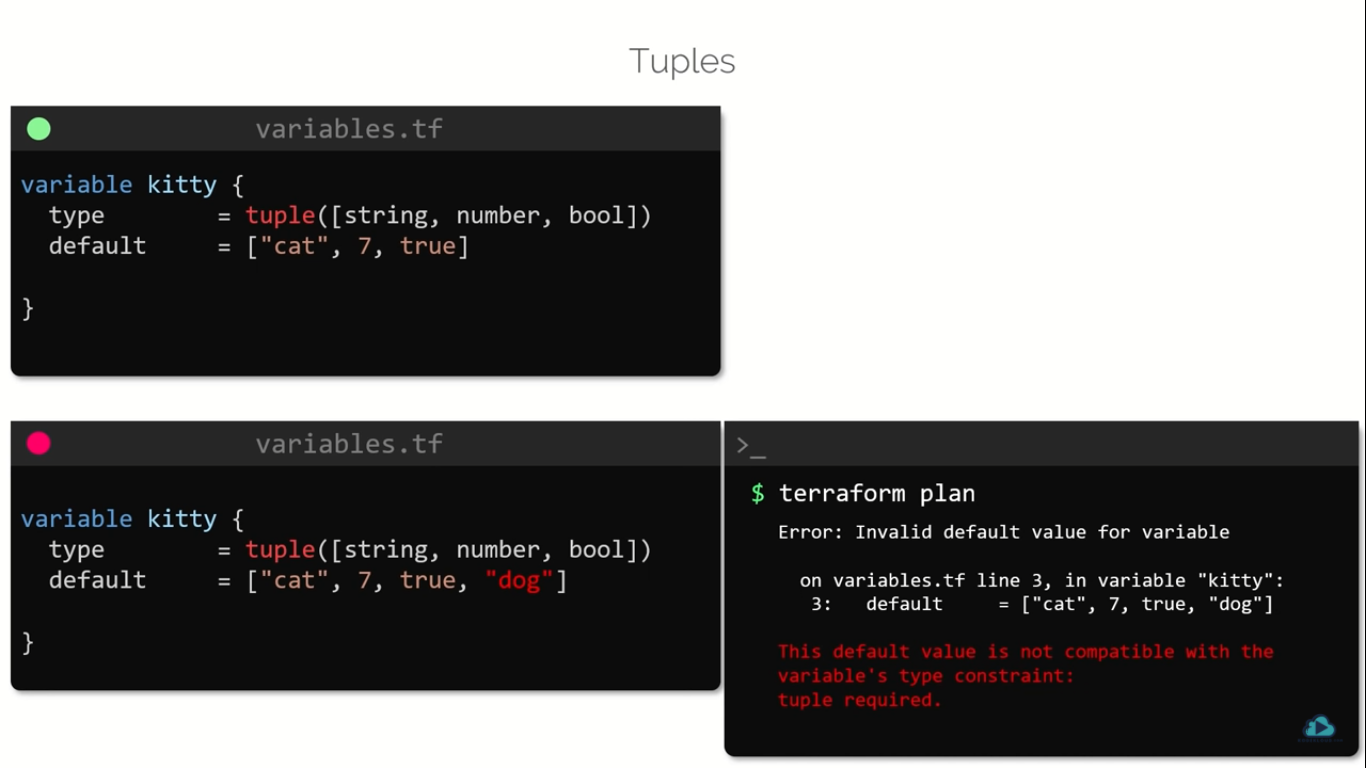 Tuples
variables.tf
variable kitty {
  type        = tuple([string, number, bool])
  default     = ["cat", 7, true]
}
variables.tf
variable kitty {
  type        = tuple([string, number, bool])
  default     = ["cat", 7, true, "dog"]
}
>_
$ terraform plan
Error: Invalid default value for variable
  on variables.tf line 3, in variable "kitty":
   3:   default     = ["cat", 7, true, "dog"]
This default value is not compatible with the
variable's type constraint:
tuple required.